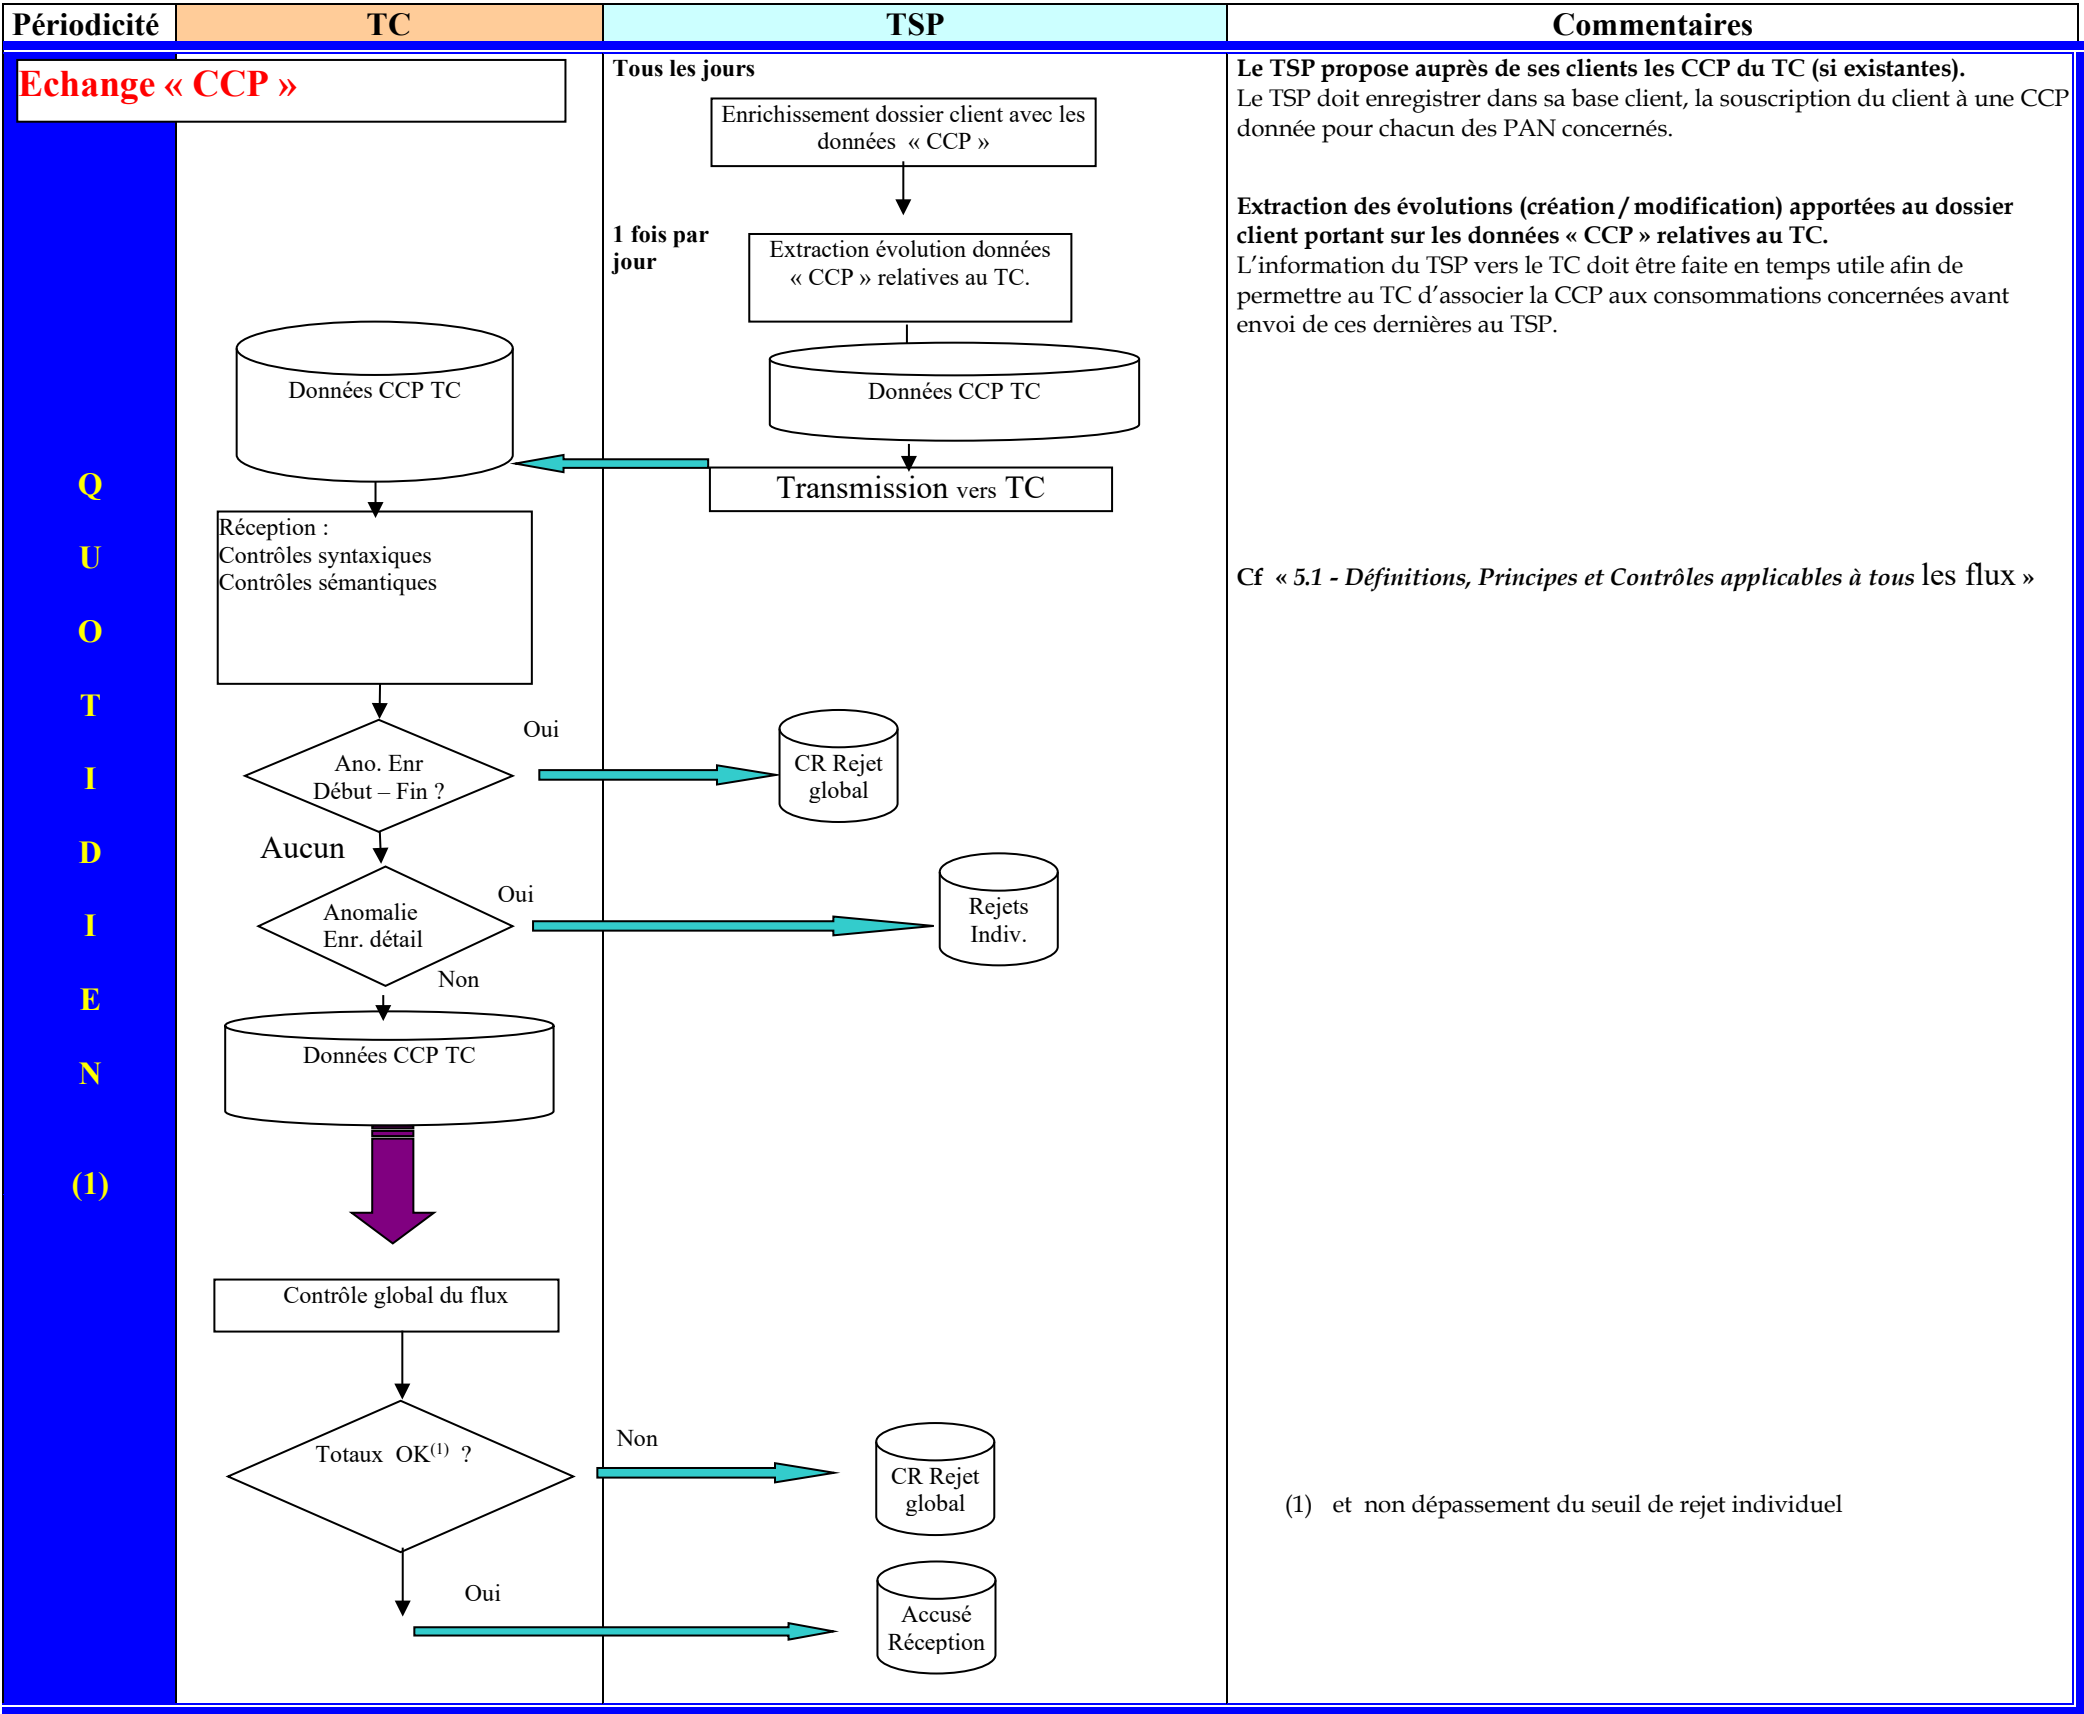 Périodicité
TC
TSP
Commentaires
Echange « CCP »
Q
U
O
T
I
D
I
E
N
(1)
Données CCP TC
Réception :
Contrôles syntaxiques
Contrôles sémantiques
Ano. Enr
Début – Fin ?
Oui
Aucun
Anomalie
Enr. détail
Oui
Non
Données CCP TC
Contrôle global du flux
Totaux OK(1) ?
Oui
Tous les jours
Enrichissement dossier client avec les
données « CCP »
1 fois par
jour
Extraction évolution données
« CCP » relatives au TC.
Données CCP TC
Transmission vers TC
CR Rejet
global
Rejets
Indiv.
Non
CR Rejet
global
Accusé
Réception
Le TSP propose auprès de ses clients les CCP du TC (si existantes).
Le TSP doit enregistrer dans sa base client, la souscription du client à une CCP
donnée pour chacun des PAN concernés.
Extraction des évolutions (création / modification) apportées au dossier
client portant sur les données « CCP » relatives au TC.
L’information du TSP vers le TC doit être faite en temps utile afin de
permettre au TC d’associer la CCP aux consommations concernées avant
envoi de ces dernières au TSP.
Cf « 5.1 - Définitions, Principes et Contrôles applicables à tous les flux »
(1) et non dépassement du seuil de rejet individuel